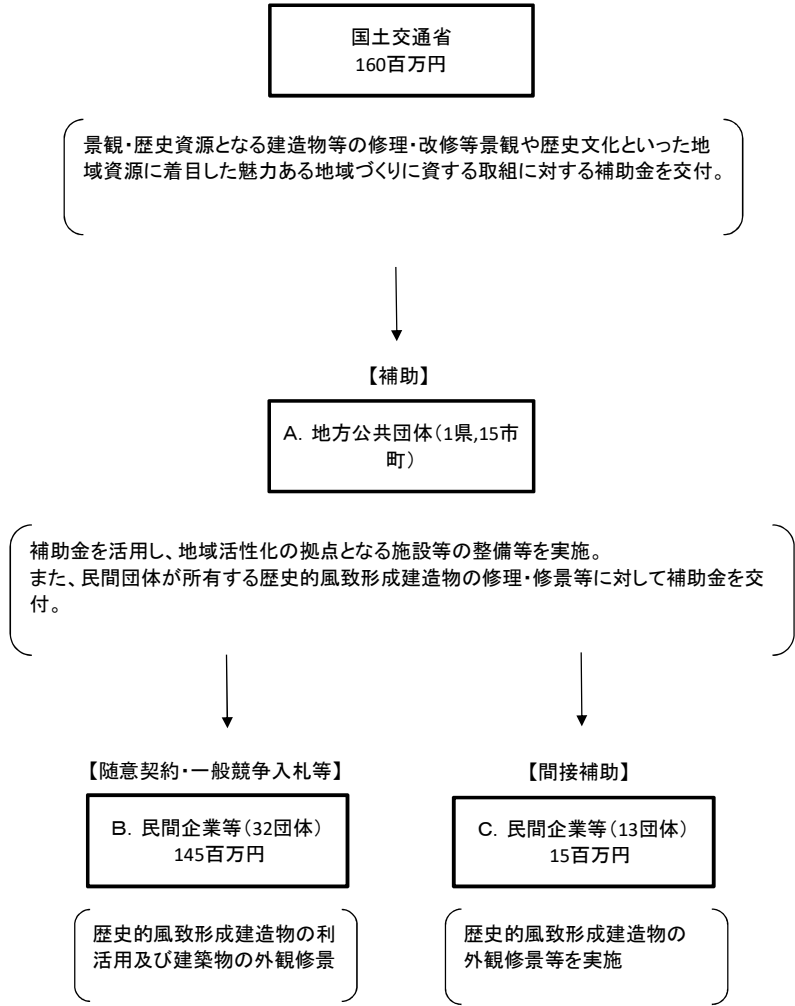 国土交通省
160百万円
景観・歴史資源となる建造物等の修理・改修等景観や歴史文化といった地
域資源に着目した魅力ある地域づくりに資する取組に対する補助金を交付。
【補助】
A．地方公共団体（1県,15市
町）
補助金を活用し、地域活性化の拠点となる施設等の整備等を実施。
また、民間団体が所有する歴史的風致形成建造物の修理・修景等に対して補助金を交
付。
【随意契約・一般競争入札等】
B．民間企業等（32団体）
145百万円
歴史的風致形成建造物の利
活用及び建築物の外観修景
【間接補助】
C．民間企業等（13団体）
15百万円
歴史的風致形成建造物の
外観修景等を実施